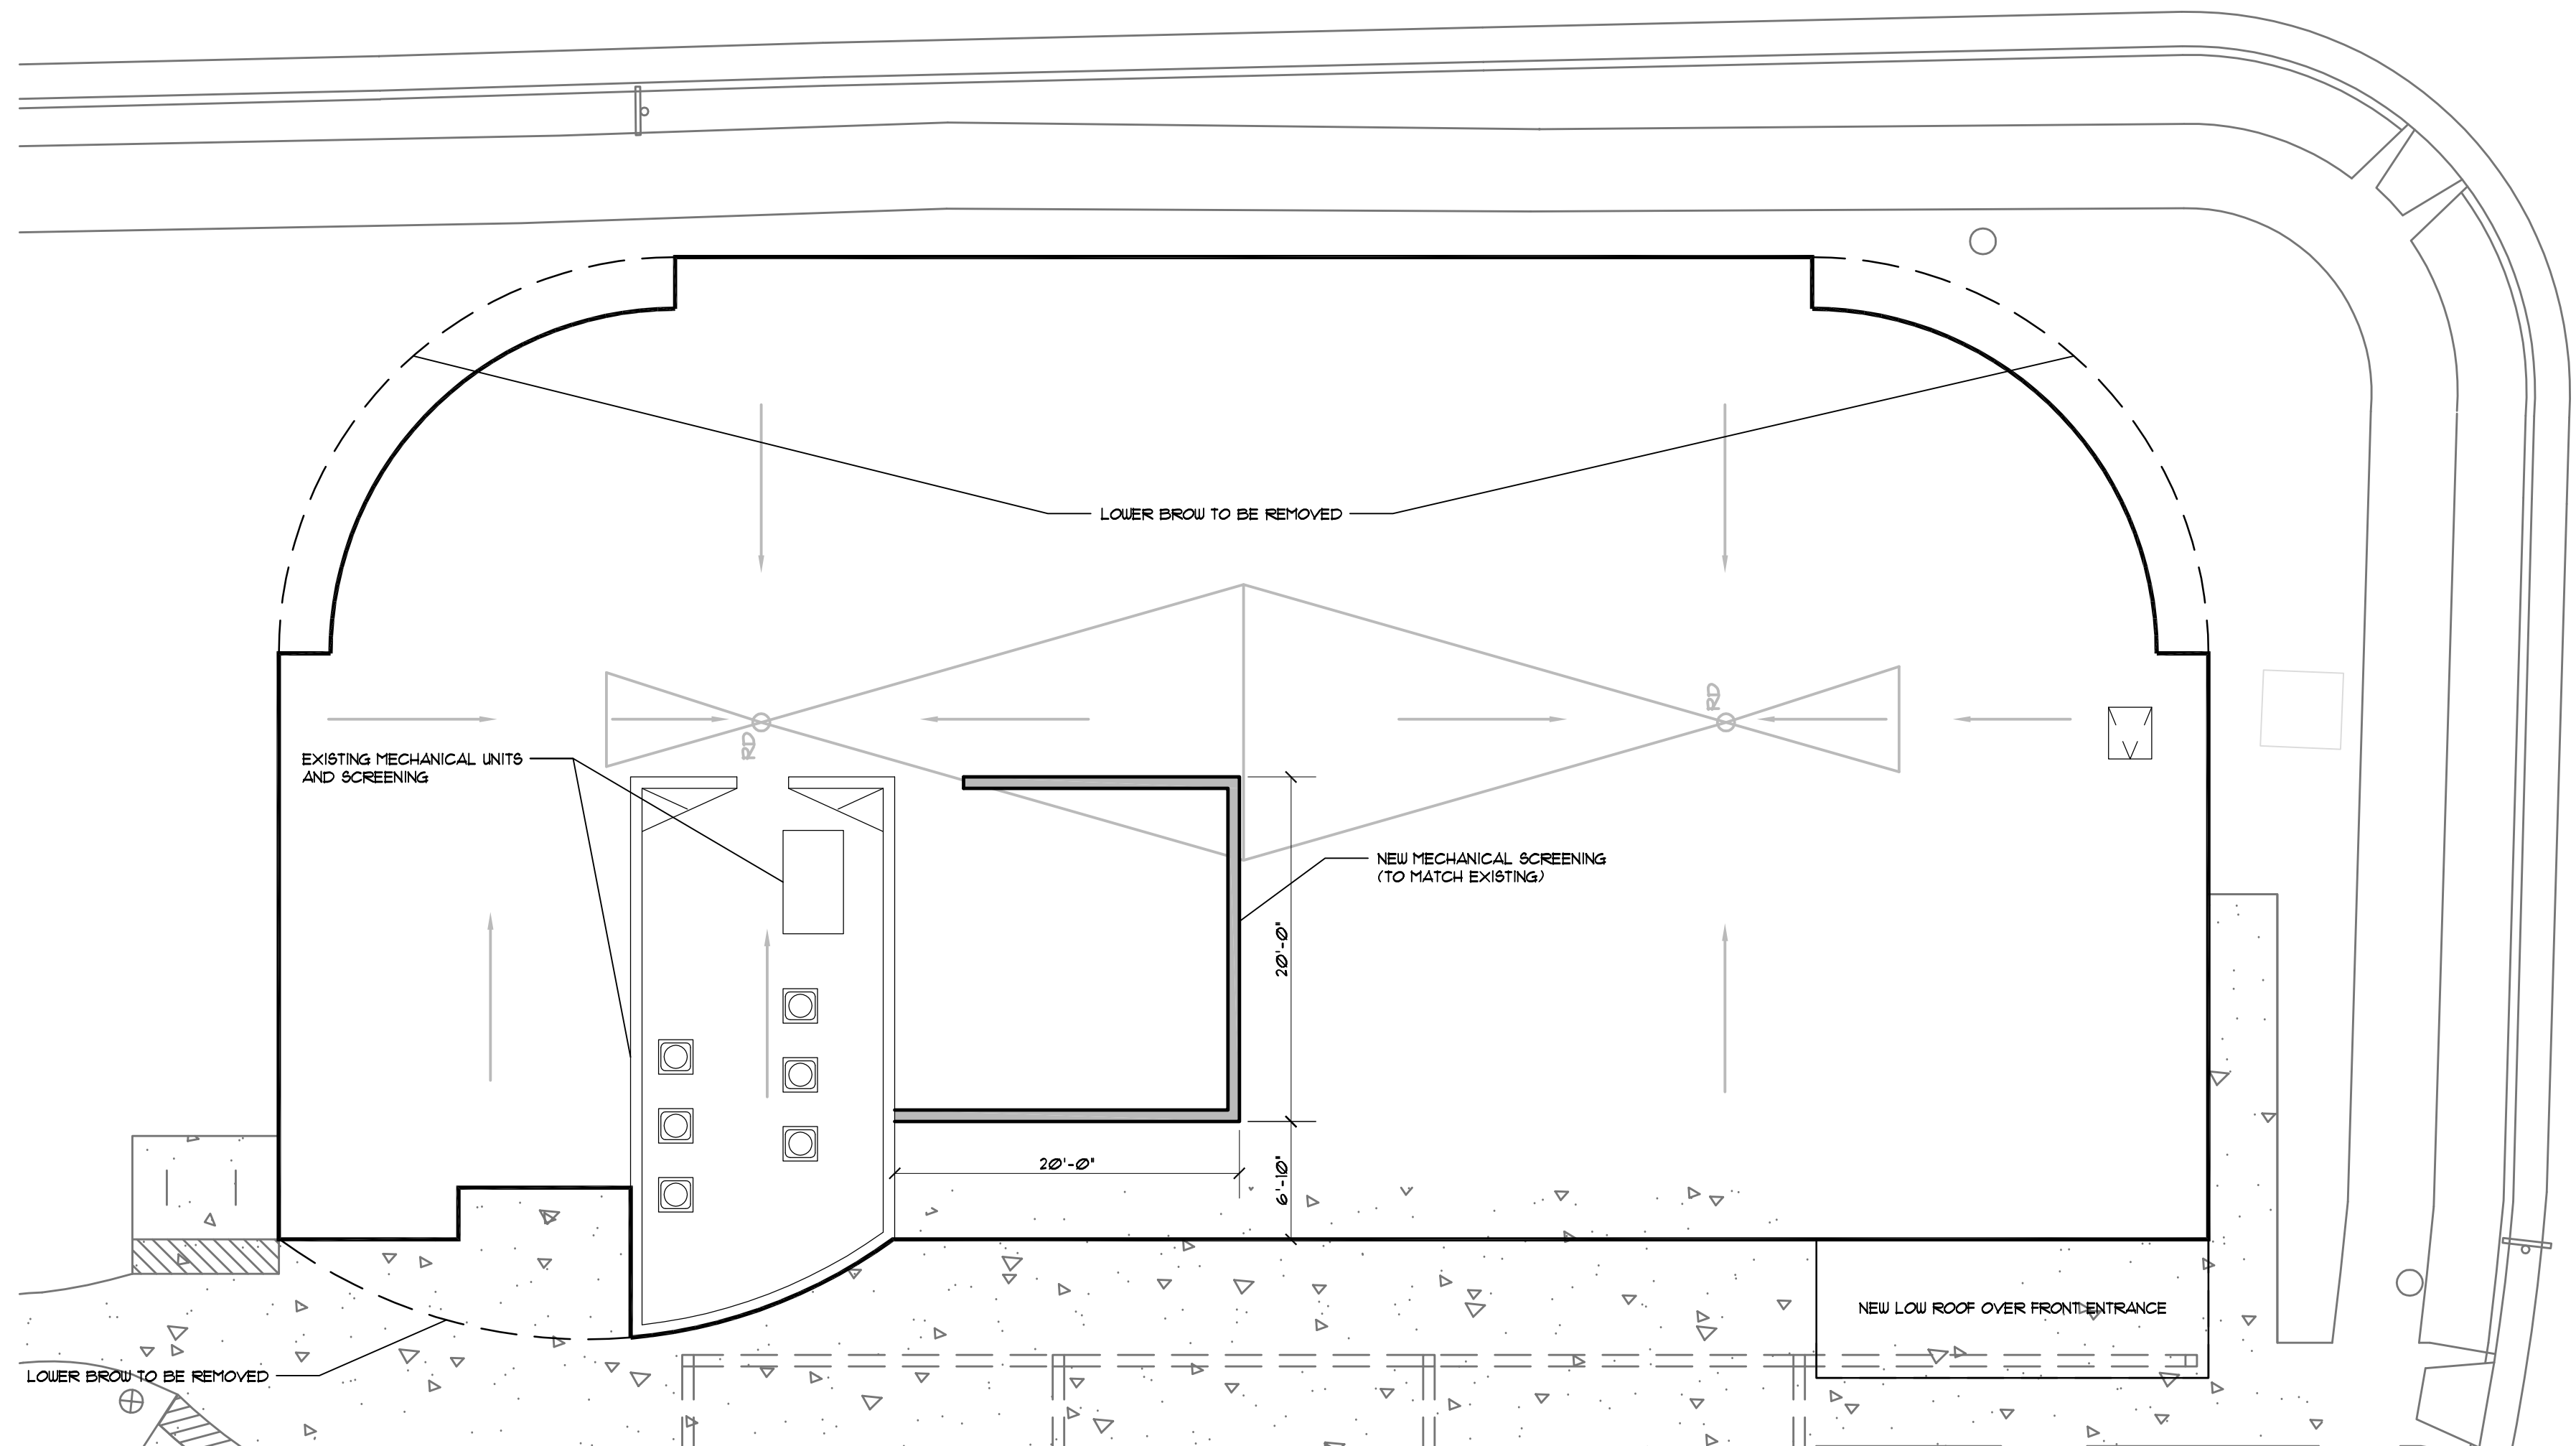 LOWER BROW TO BE REMOVED
RD
RD
EXISTING MECHANICAL UNITS
AND SCREENING
NEW MECHANICAL SCREENING
(TO MATCH EXISTING)
20'-0"
20'-0"
6'-10"
NEW LOW ROOF OVER FRONT ENTRANCE
LOWER BROW TO BE REMOVED